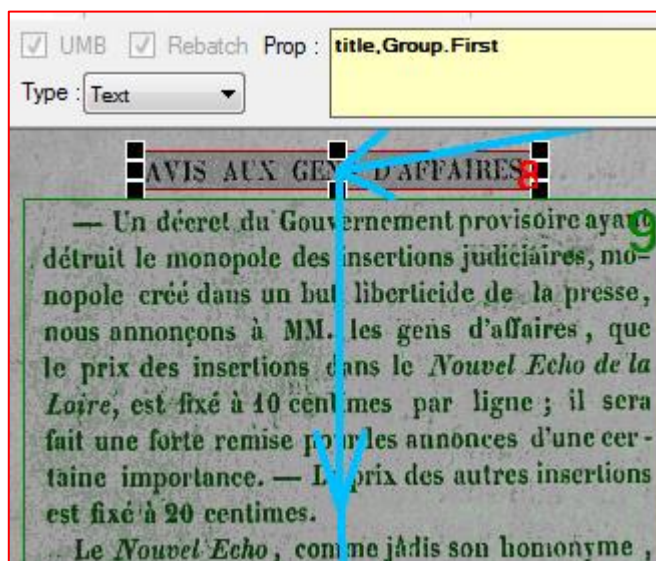 UMB Rebatch Prop : title,Group.First
Type : Text
AVIS AUX GENS D'AFFAIRES
8
— Un décret du Gouvernement provisoire ayant
9
détruit le monopole des insertions judiciaires, mo-
nopole créé dans un but liberticide de la presse,
nous annonçons à MM. les gens d'affaires, que
le prix des insertions dans le Nouvel Echo de la
Loire, est fixé à 10 centimes par ligne ; il sera
fait une forte remise pour les annonces d'une cer-
taine importance. — Le prix des autres insertions
est fixé à 20 centimes.
Le Nouvel Echo, comme jadis son homonyme,